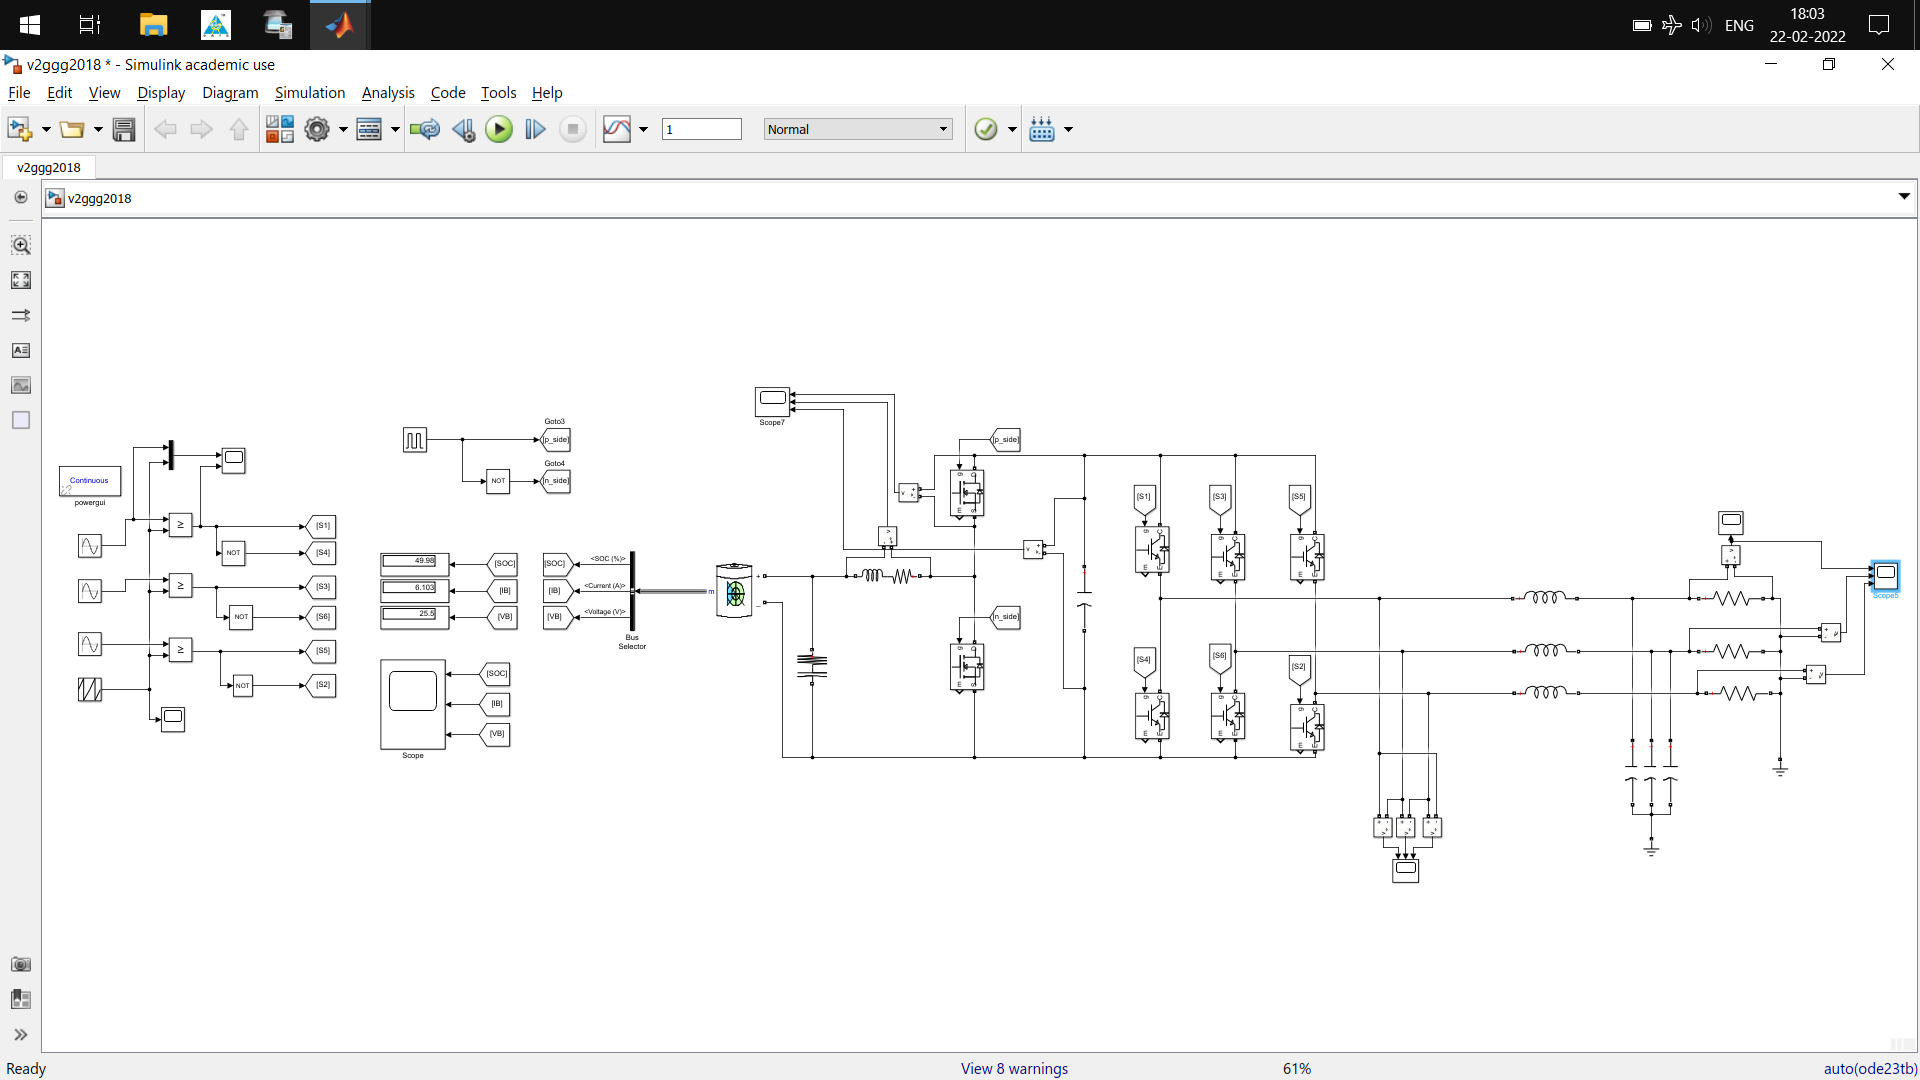 ENG
18:03
22-02-2022
v2ggg2018 * - Simulink academic use
File Edit View Display Diagram Simulation Analysis Code Tools Help
1
Normal
v2ggg2018
v2ggg2018
Scope7
Goto3
[p_side]
Goto4
NOT
[n_side]
[p_side]
Continuous
powergui
[S1]
NOT
[S4]
[S3]
NOT
[S6]
[S5]
NOT
[S2]
49.98
[SOC]
[SOC]
<SOC (%)>
6.103
[IB]
[IB]
<Current (A)>
25.5
[VB]
[VB]
<Voltage (V)>
Bus
Selector
m
[SOC]
[IB]
[VB]
Scope
[n_side]
[S1]
[S3]
[S5]
[S4]
[S6]
[S2]
Scope5
Ready
View 8 warnings
61%
auto(ode23tb)